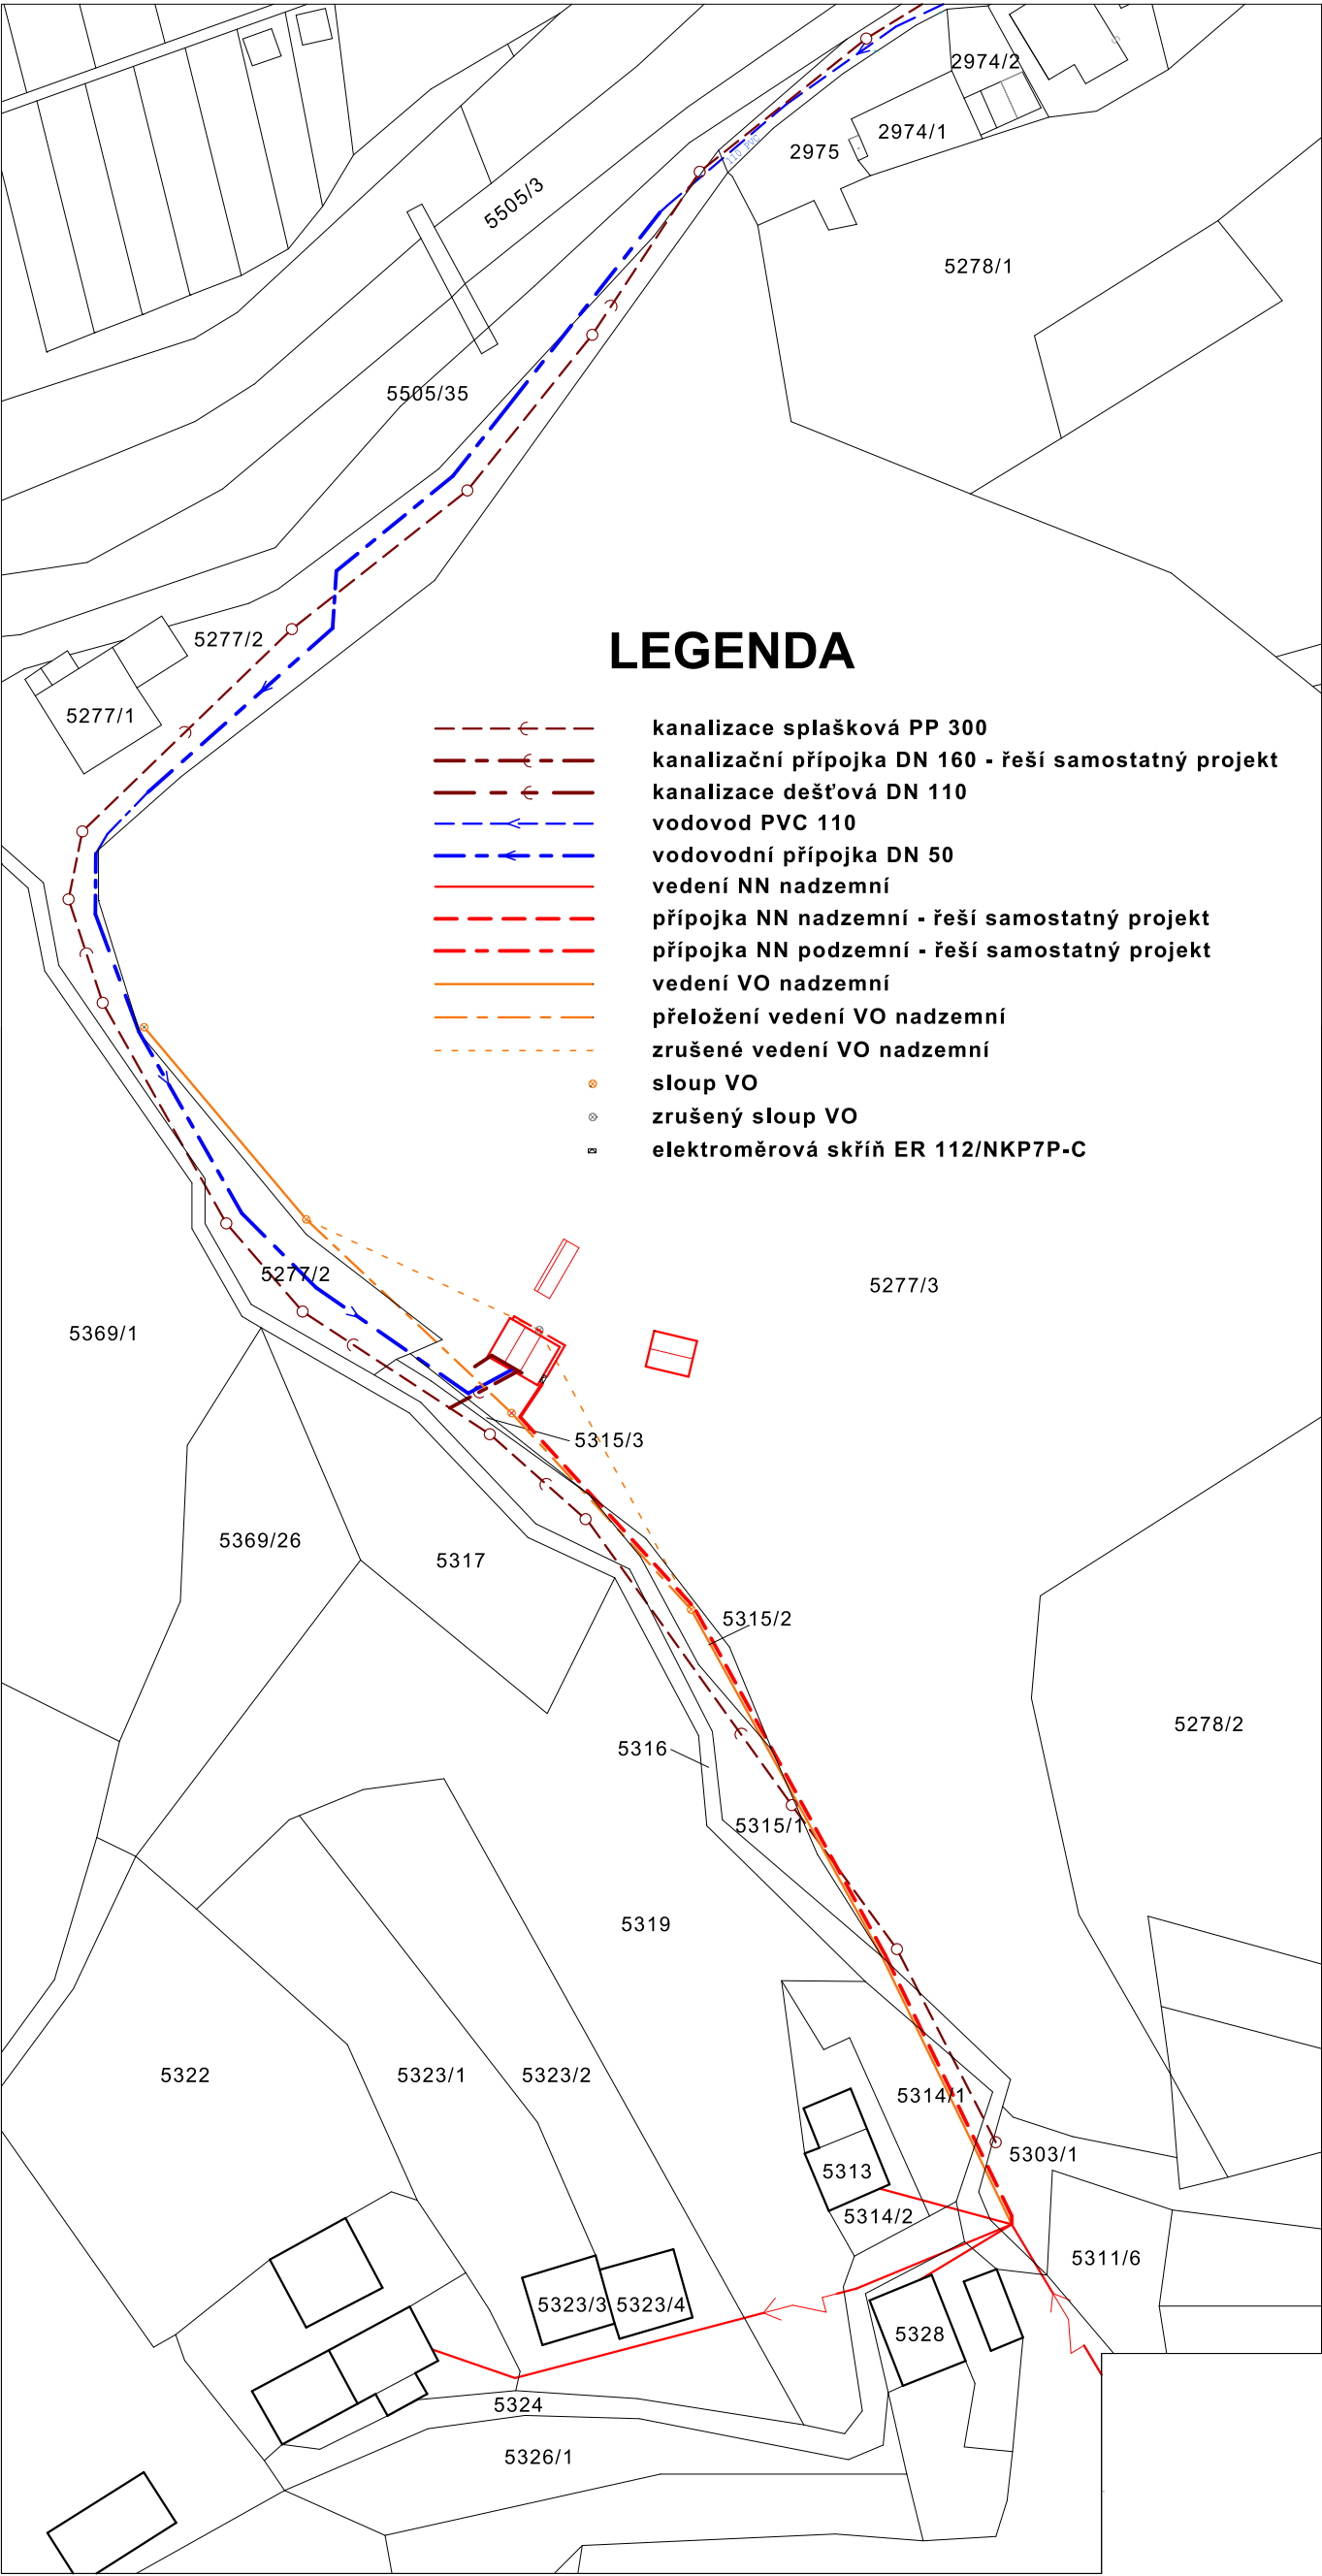 2974/2
S
2974/1
2975
110 PVC
5505/3
5278/1
5505/35
5277/2
LEGENDA
5277/1
kanalizace splašková PP 300
kanalizační přípojka DN 160 - řeší samostatný projekt
kanalizace dešťová DN 110
vodovod PVC 110
vodovodní přípojka DN 50
vedení NN nadzemní
přípojka NN nadzemní - řeší samostatný projekt
přípojka NN podzemní - řeší samostatný projekt
vedení VO nadzemní
přeložení vedení VO nadzemní
zrušené vedení VO nadzemní
sloup VO
zrušený sloup VO
elektroměrová skříň ER 112/NKP7P-C
5277/2
5277/3
5369/1
5315/3
5369/26
5317
5315/2
5278/2
5316
5315/1
5319
5322
5323/1
5323/2
5314/1
5303/1
5313
5314/2
5311/6
5323/3
5323/4
5328
5324
5326/1